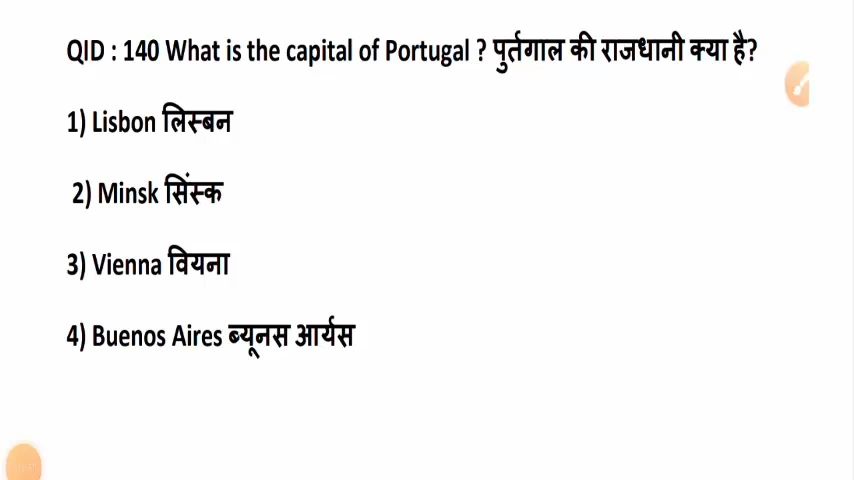 QID : 140 What is the capital of Portugal ? पुर्तगाल की राजधानी क्या है?
1) Lisbon लिस्बन
2) Minsk सिंस्क
3) Vienna वियना
4) Buenos Aires ब्यूनस आर्यस